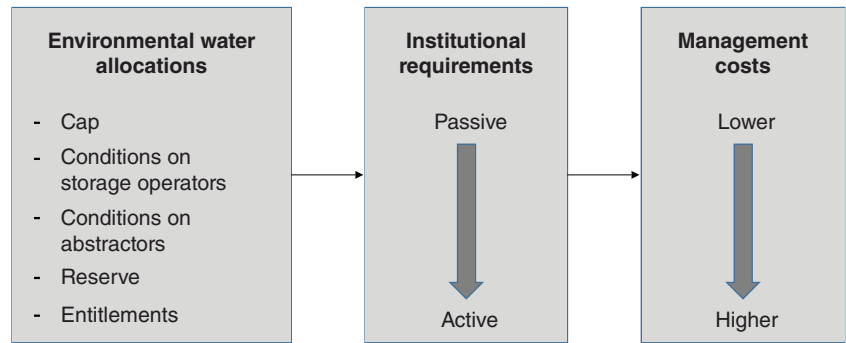 Environmental water
allocations
- Cap
- Conditions on
storage operators
- Conditions on
abstractors
- Reserve
- Entitlements
Institutional
requirements
Passive
Active
Management
costs
Lower
Higher